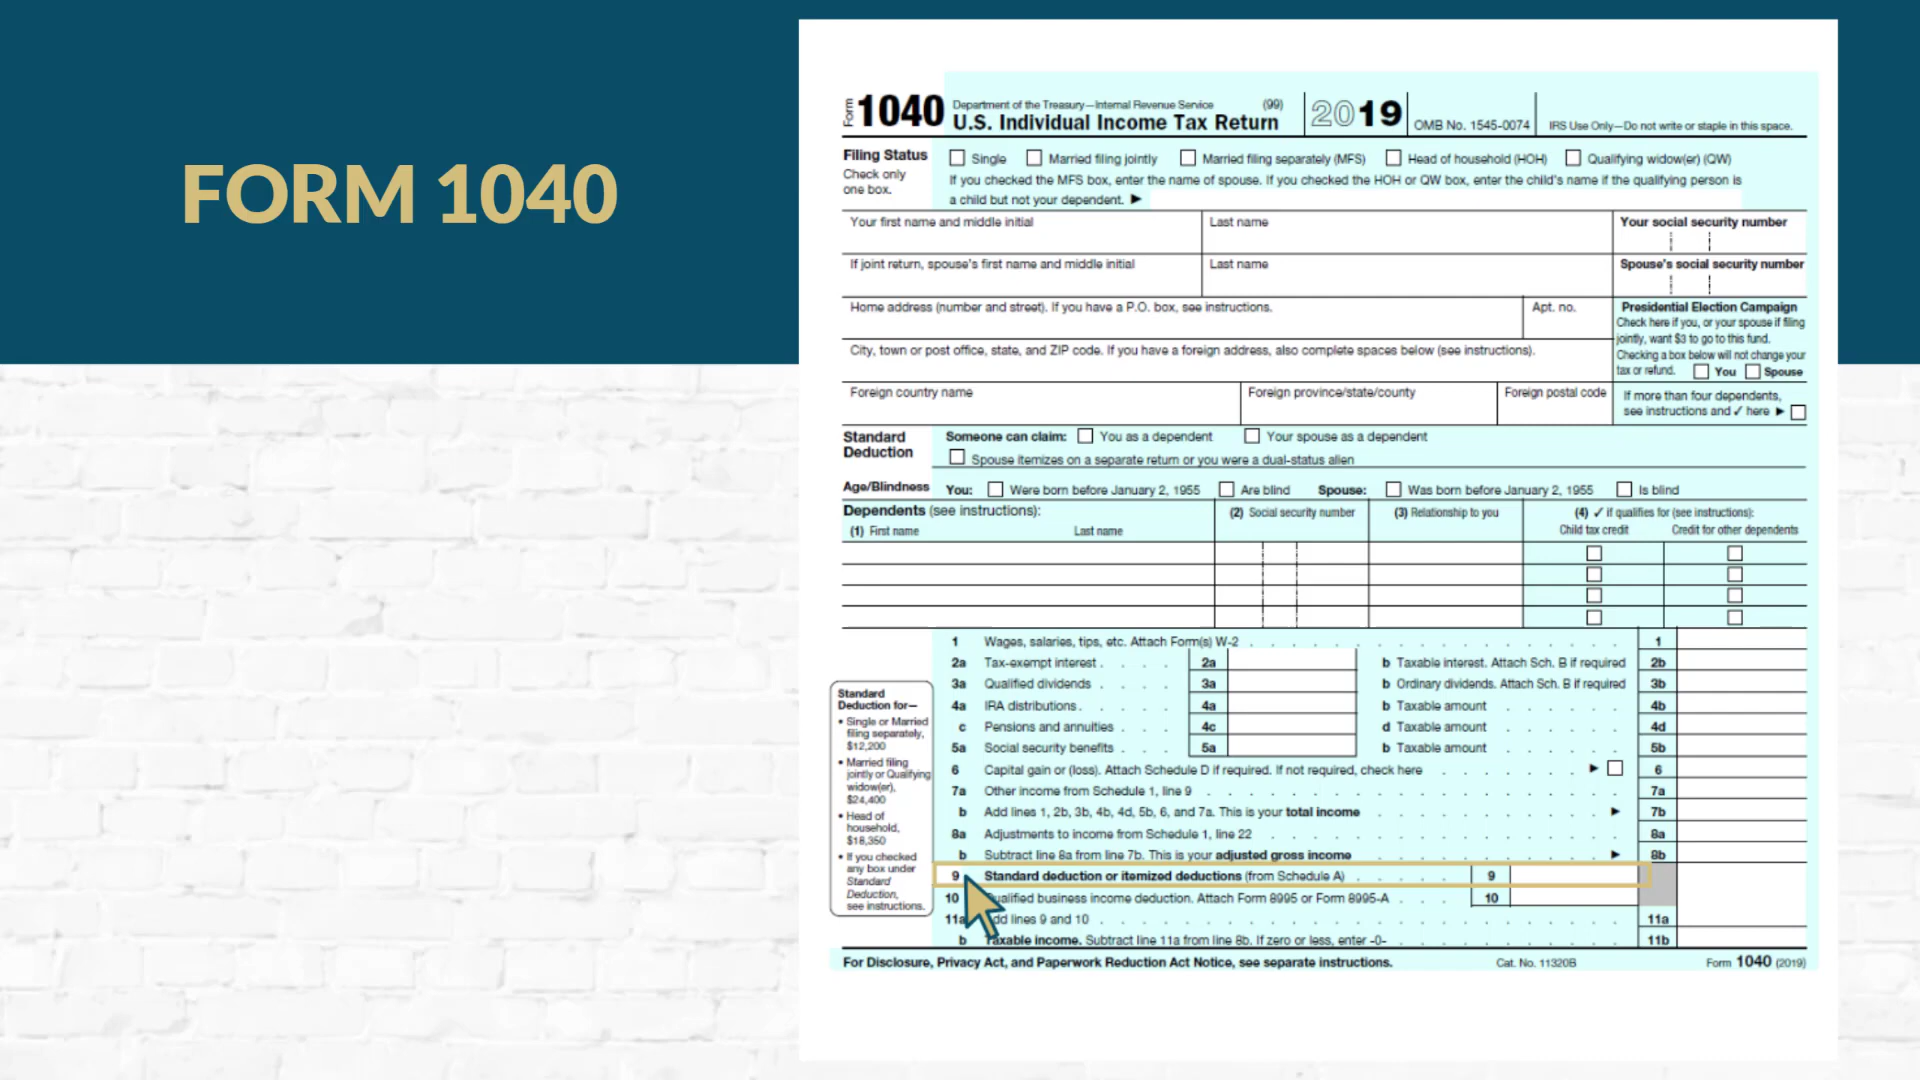 FORM 1040
Form 1040 Department of the Treasury—Internal Revenue Service (99)
U.S. Individual Income Tax Return 2019 OMB No. 1545-0074 IRS Use Only—Do not write or staple in this space.
Filing Status Single Married filing jointly Married filing separately (MFS) Head of household (HOH) Qualifying widow(er) (QW)
Check only
one box.
If you checked the MFS box, enter the name of spouse. If you checked the HOH or QW box, enter the child's name if the qualifying person is
a child but not your dependent. ▶
Your first name and middle initial Last name Your social security number
If joint return, spouse's first name and middle initial Last name Spouse's social security number
Home address (number and street). If you have a P.O. box, see instructions. Apt. no.
Presidential Election Campaign
Check here if you, or your spouse if filing
jointly, want $3 to go to this fund.
Checking a box below will not change your
tax or refund. You Spouse
City, town or post office, state, and ZIP code. If you have a foreign address, also complete spaces below (see instructions).
Foreign country name Foreign province/state/county Foreign postal code
If more than four dependents,
see instructions and ✓ here ▶
Standard
Deduction
Someone can claim: You as a dependent Your spouse as a dependent
Spouse itemizes on a separate return or you were a dual-status alien
Age/Blindness You: Were born before January 2, 1955 Are blind Spouse: Was born before January 2, 1955 Is blind
Dependents (see instructions): (2) Social security number (3) Relationship to you (4) ✓ if qualifies for (see instructions):
(1) First name Last name Child tax credit Credit for other dependents
Standard
Deduction for—
• Single or Married
filing separately,
$12,200
• Married filing
jointly or Qualifying
widow(er),
$24,400
• Head of
household,
$18,350
• If you checked
any box under
Standard
Deduction,
see instructions.
1 Wages, salaries, tips, etc. Attach Form(s) W-2 1
2a Tax-exempt interest 2a b Taxable interest. Attach Sch. B if required 2b
3a Qualified dividends 3a b Ordinary dividends. Attach Sch. B if required 3b
4a IRA distributions 4a b Taxable amount 4b
c Pensions and annuities 4c d Taxable amount 4d
5a Social security benefits 5a b Taxable amount 5b
6 Capital gain or (loss). Attach Schedule D if required. If not required, check here ▶ 6
7a Other income from Schedule 1, line 9 7a
b Add lines 1, 2b, 3b, 4b, 4d, 5b, 6, and 7a. This is your total income ▶ 7b
8a Adjustments to income from Schedule 1, line 22 8a
b Subtract line 8a from line 7b. This is your adjusted gross income ▶ 8b
9 Standard deduction or itemized deductions (from Schedule A) 9
10 Qualified business income deduction. Attach Form 8995 or Form 8995-A 10
11a Add lines 9 and 10 11a
b Taxable income. Subtract line 11a from line 8b. If zero or less, enter -0- 11b
For Disclosure, Privacy Act, and Paperwork Reduction Act Notice, see separate instructions. Cat. No. 11320B Form 1040 (2019)